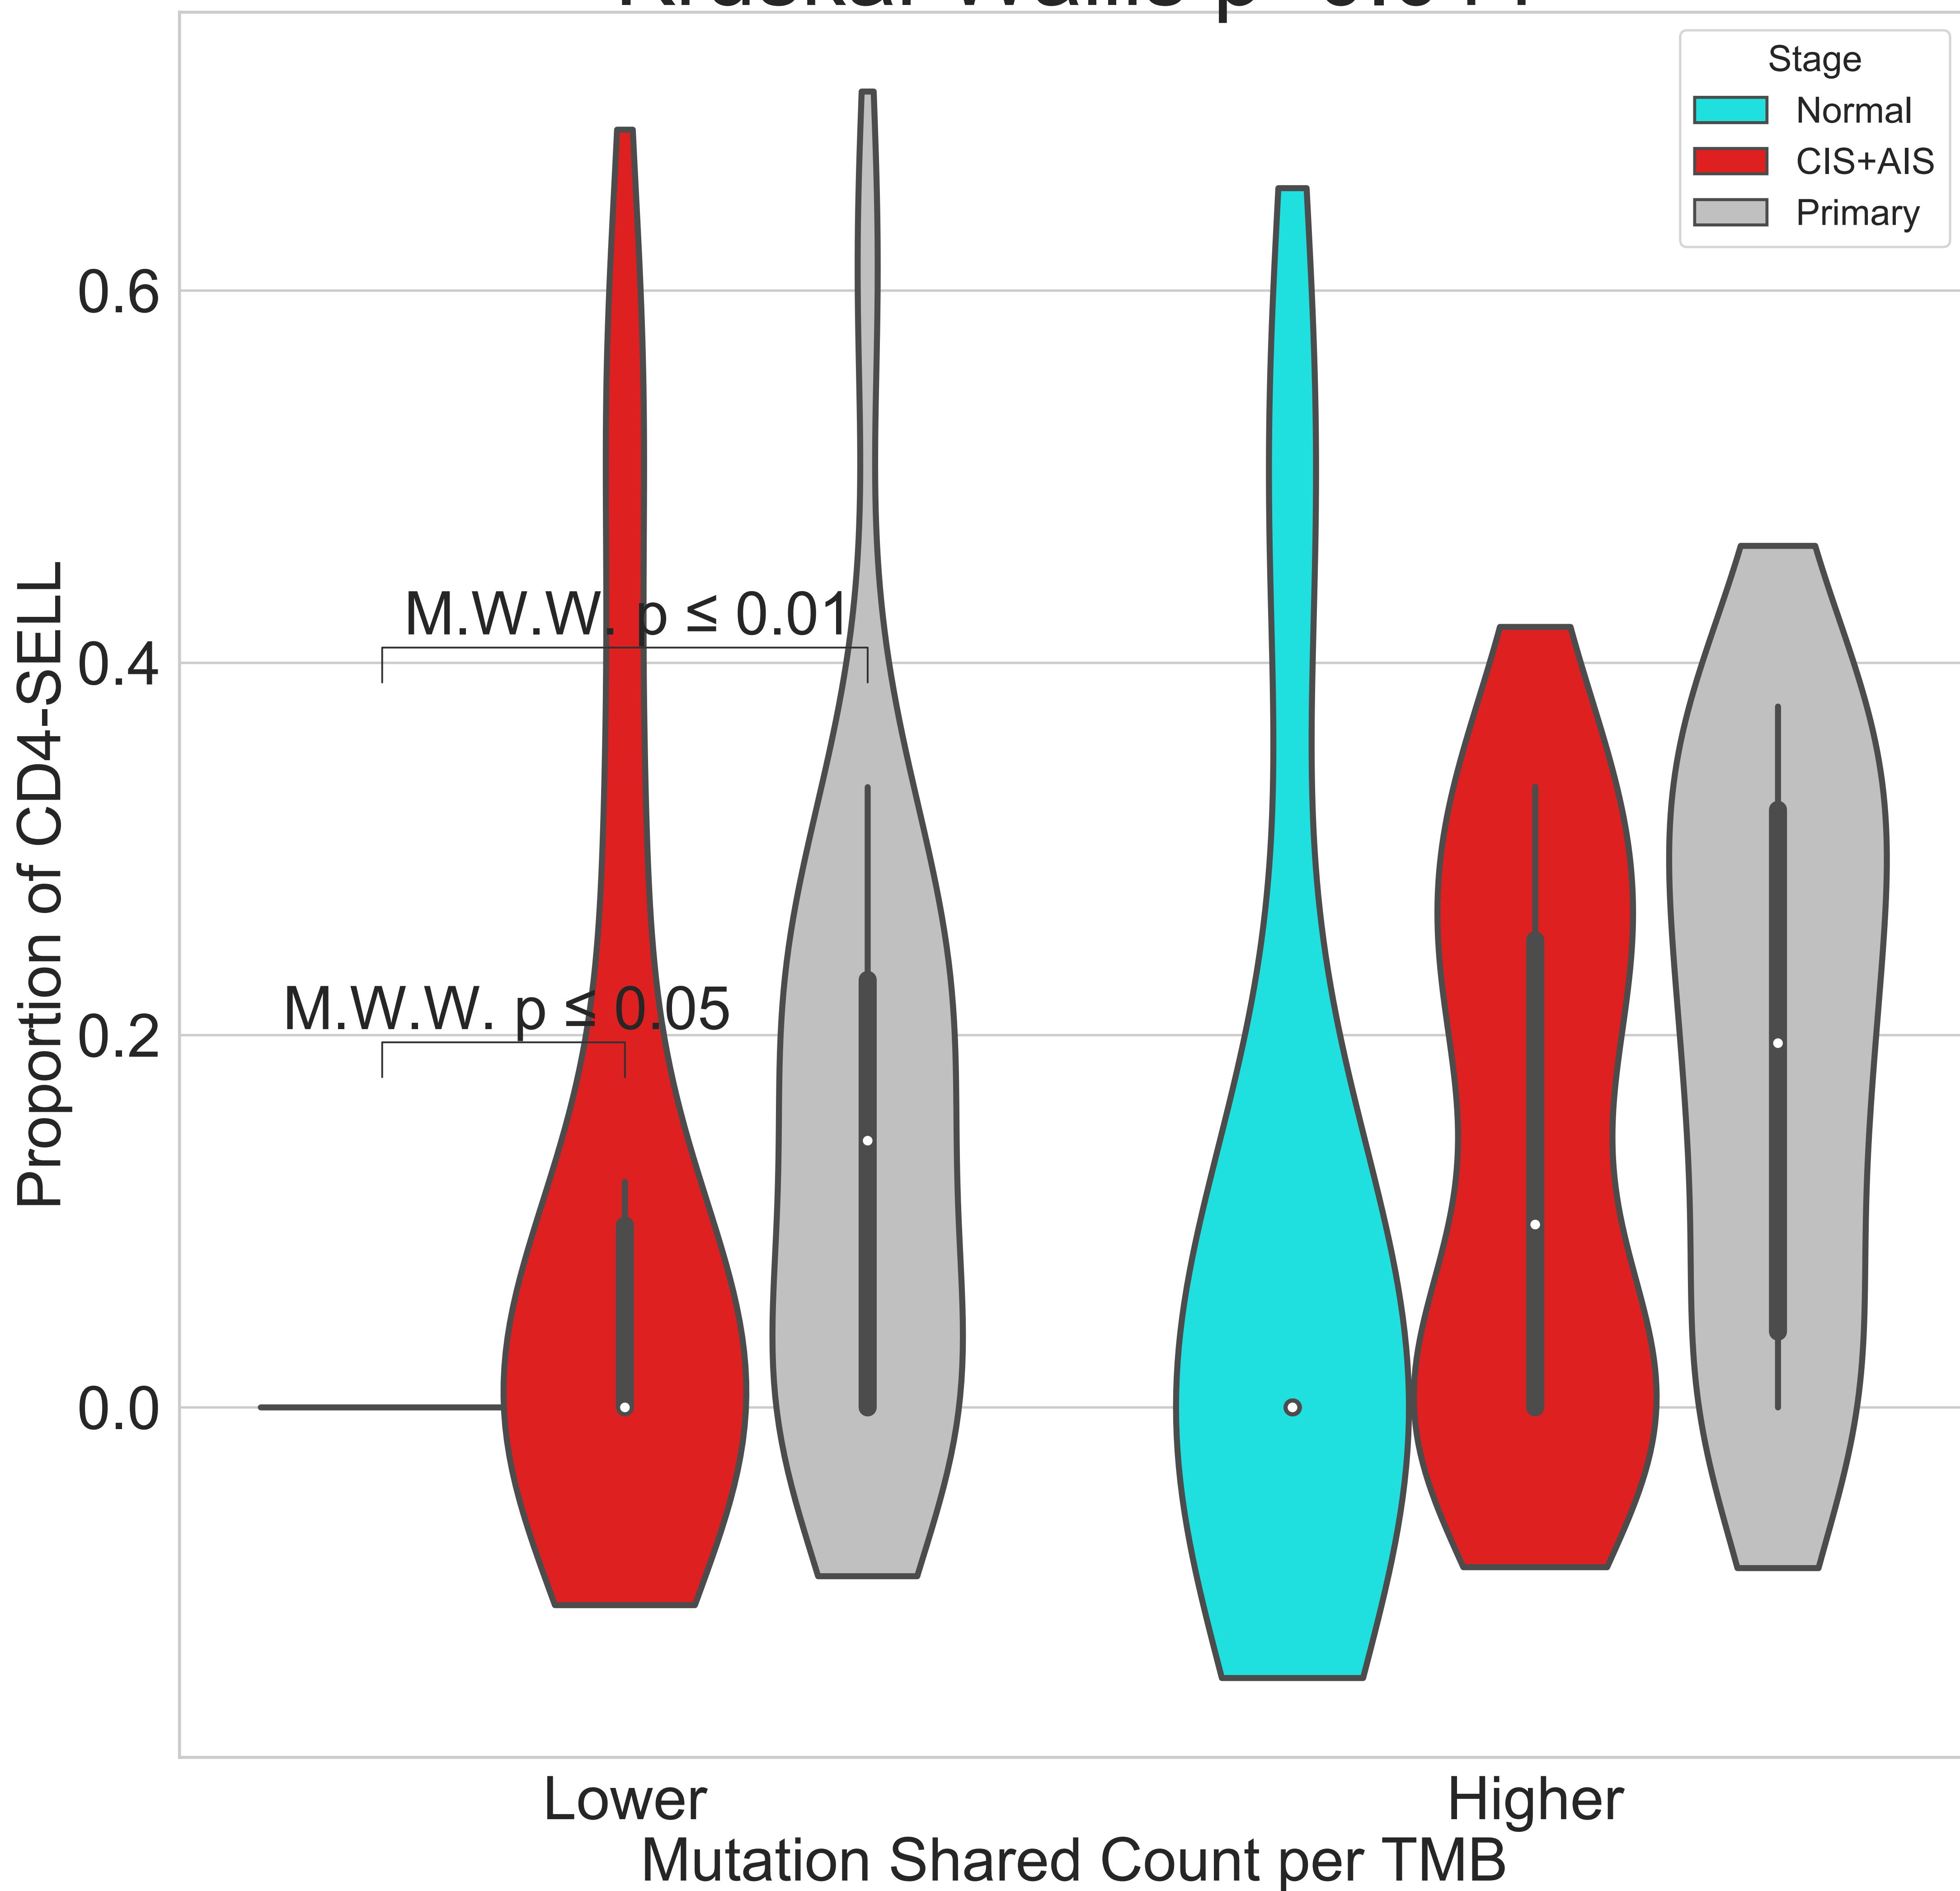 Stage
Normal
CIS+AIS
Primary
0.6
0.4
0.2
0.0
Proportion of CD4-SELL
M.W.W. p ≤ 0.01
M.W.W. p ≤ 0.05
Lower
Higher
Mutation Shared Count per TMB